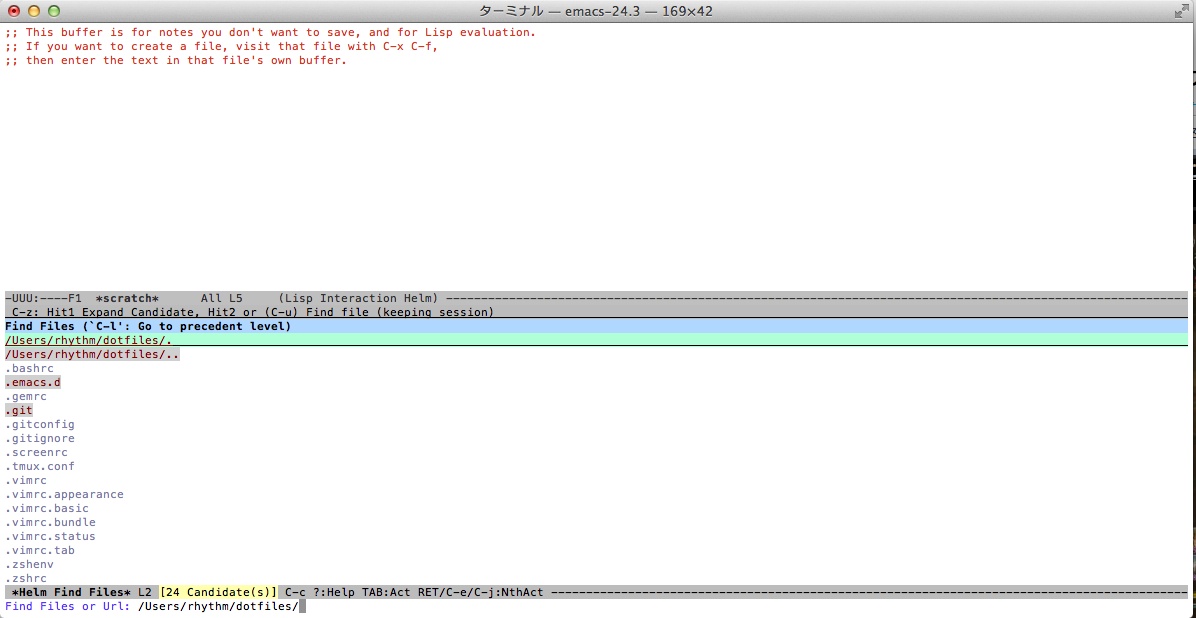 ターミナル — emacs-24.3 — 169×42
;; This buffer is for notes you don't want to save, and for Lisp evaluation.
;; If you want to create a file, visit that file with C-x C-f,
;; then enter the text in that file's own buffer.
-UUU:----F1  *scratch*      All L5     (Lisp Interaction Helm) ----------------------------------------------------------------------------------------------------------
C-z: Hit1 Expand Candidate, Hit2 or (C-u) Find file (keeping session)
Find Files (`C-l': Go to precedent level)
/Users/rhythm/dotfiles/.
/Users/rhythm/dotfiles/..
.bashrc
.emacs.d
.gemrc
.git
.gitconfig
.gitignore
.screenrc
.tmux.conf
.vimrc
.vimrc.appearance
.vimrc.basic
.vimrc.bundle
.vimrc.status
.vimrc.tab
.zshenv
.zshrc
*Helm Find Files* L2 [24 Candidate(s)] C-c ?:Help TAB:Act RET/C-e/C-j:NthAct -------------------------------------------------------------------------------------------
Find Files or Url: /Users/rhythm/dotfiles/